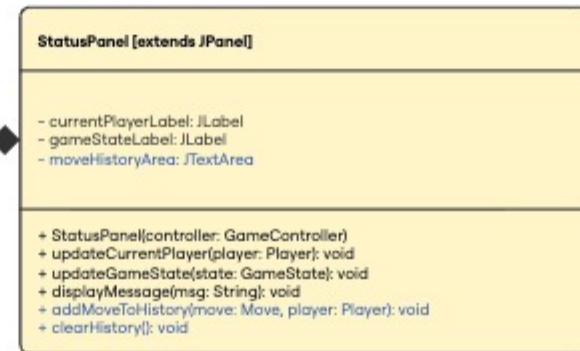 StatusPanel [extends JPanel]
- currentPlayerLabel: JLabel
- gameStateLabel: JLabel
- moveHistoryArea: JTextArea
+ StatusPanel(controller: GameController)
+ updateCurrentPlayer(player: Player): void
+ updateGameState(state: GameState): void
+ displayMessage(msg: String): void
+ addMoveToHistory(move: Move, player: Player): void
+ clearHistory(): void